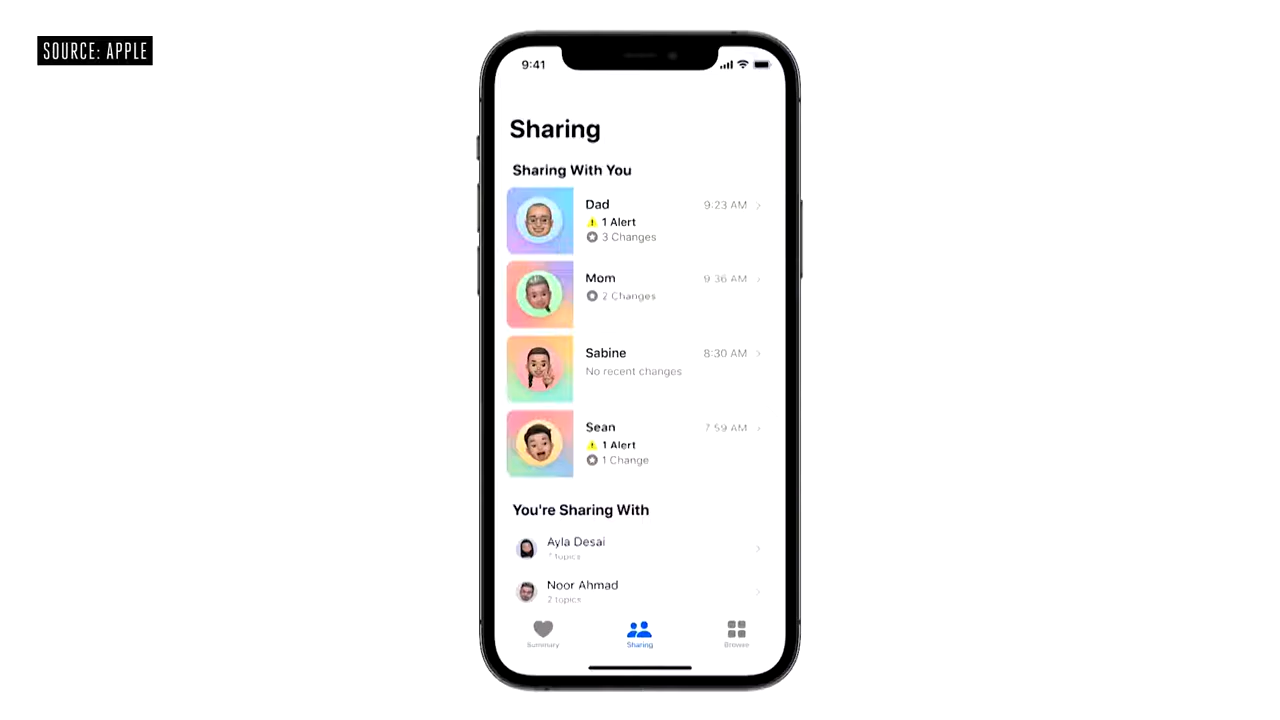 SOURCE: APPLE
9:41
Sharing
Sharing With You
Dad
9:23 AM
1 Alert
3 Changes
Mom
9 36 AM
2 Changes
Sabine
8:30 AM
No recent changes
Sean
7 59 AM
1 Alert
1 Change
You're Sharing With
Ayla Desai
topics
Noor Ahmad
2 topics
Summary
Sharing
Browse